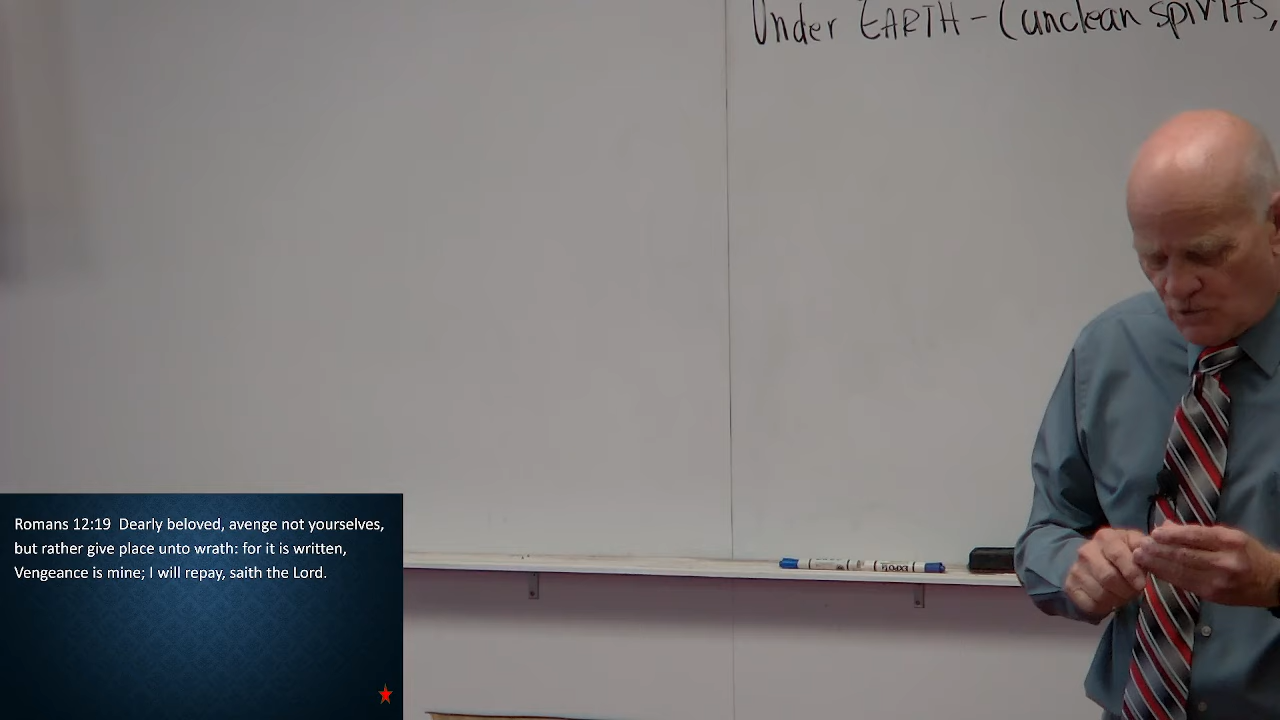 Under EARTH - (unclean spirits,
EXPO
Romans 12:19 Dearly beloved, avenge not yourselves,
but rather give place unto wrath: for it is written,
Vengeance is mine; I will repay, saith the Lord.